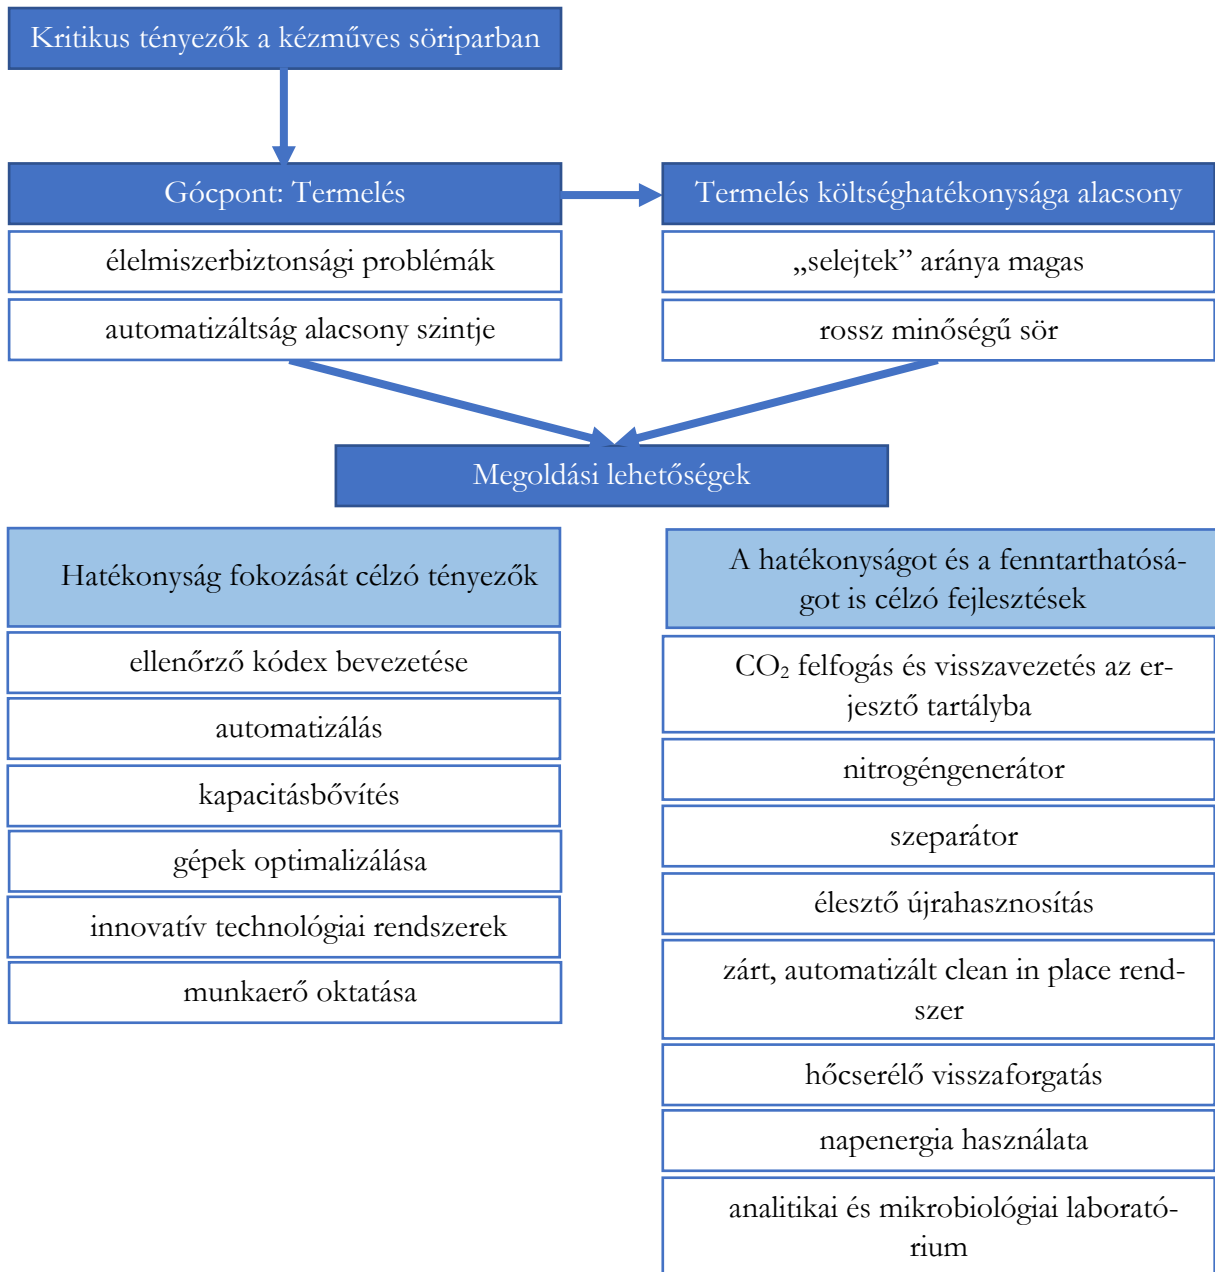 Kritikus tényezők a kézműves söriparban
Gócpont: Termelés
élelmiszerbiztonsági problémák
automatizáltság alacsony szintje
Termelés költséghatékonysága alacsony
„selejtek” aránya magas
rossz minőségű sör
Megoldási lehetőségek
Hatékonyság fokozását célzó tényezők
ellenőrző kódex bevezetése
automatizálás
kapacitásbővítés
gépek optimalizálása
innovatív technológiai rendszerek
munkaerő oktatása
A hatékonyságot és a fenntarthatósá-
got is célzó fejlesztések
CO₂ felfogás és visszavezetés az er-
jesztő tartályba
nitrogéngenerátor
szeparátor
élesztő újrahasznosítás
zárt, automatizált clean in place rend-
szer
hőcserélő visszaforgatás
napenergia használata
analitikai és mikrobiológiai laborató-
rium